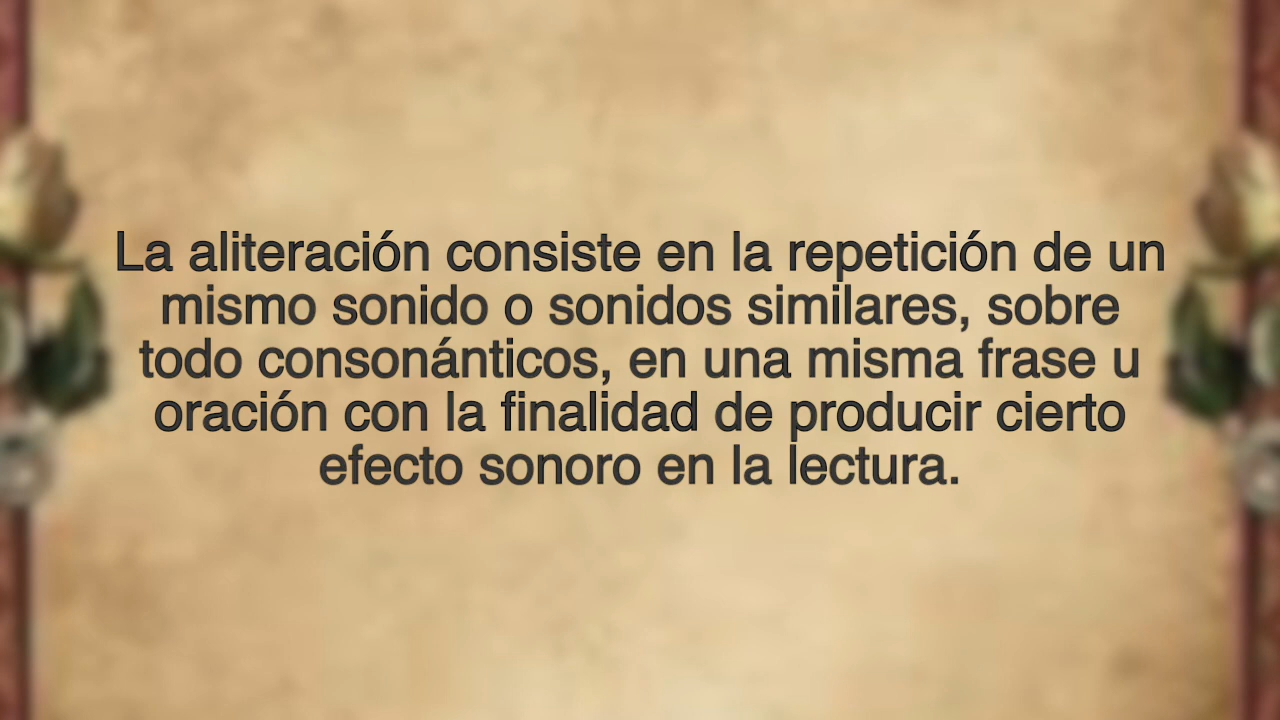 La aliteración consiste en la repetición de un
mismo sonido o sonidos similares, sobre
todo consonánticos, en una misma frase u
oración con la finalidad de producir cierto
efecto sonoro en la lectura.